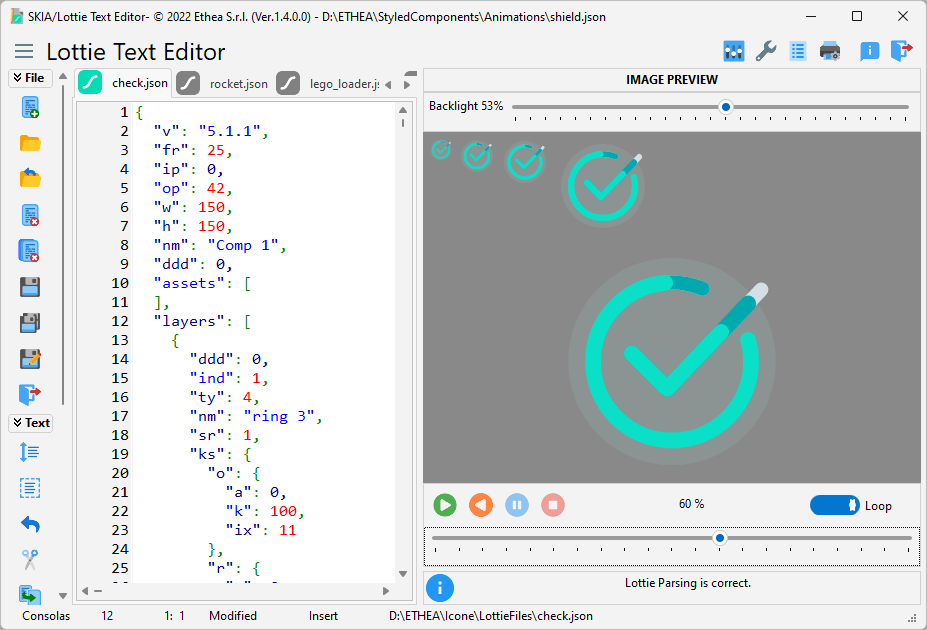 SKIA/Lottie Text Editor- © 2022 Ethea S.r.l. (Ver.1.4.0.0) - D:\ETHEA\StyledComponents\Animations\shield.json
Lottie Text Editor
File
check.json
rocket.json
lego_loader.j
1 {
2 "v": "5.1.1",
3 "fr": 25,
4 "ip": 0,
5 "op": 42,
6 "w": 150,
7 "h": 150,
8 "nm": "Comp 1",
9 "ddd": 0,
10 "assets": [
11 ],
12 "layers": [
13 {
14 "ddd": 0,
15 "ind": 1,
16 "ty": 4,
17 "nm": "ring 3",
18 "sr": 1,
19 "ks": {
20 "o": {
21 "a": 0,
22 "k": 100,
23 "ix": 11
24 },
25 "r": {
Text
IMAGE PREVIEW
Backlight 53%
60 %
Loop
Lottie Parsing is correct.
Consolas 12 1: 1 Modified Insert D:\ETHEA\Icone\LottieFiles\check.json